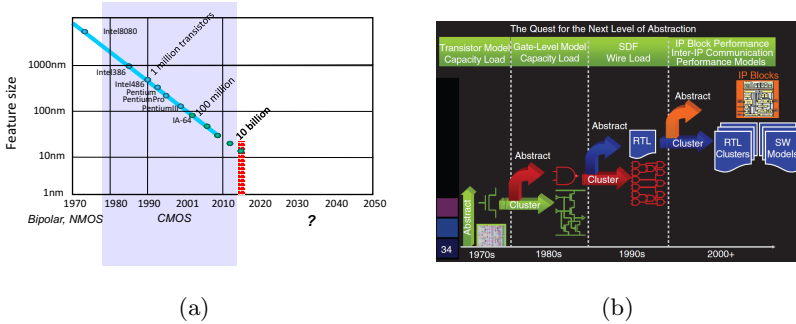 Feature size
1000nm
100nm
10nm
1nm
Intel8080
Intel386
Intel486
Pentium
PentiumPro
PentiumIII
IA-64
1 million transistors
100 million
10 billion
1970 1980 1990 2001 2010 2020 2030 2040 2050
Bipolar, NMOS CMOS ?
(a)
The Quest for the Next Level of Abstraction
Transistor Model
Capacity Load
Gate-Level Model
Capacity Load
SDF
Wire Load
IP Block Performance
Inter-IP Communication
Performance Models
IP Blocks
Abstract
Abstract
Abstract
Abstract
RTL
Cluster
Cluster
Cluster
RTL
Clusters
SW
Models
34
1970s 1980s 1990s 2000+
(b)